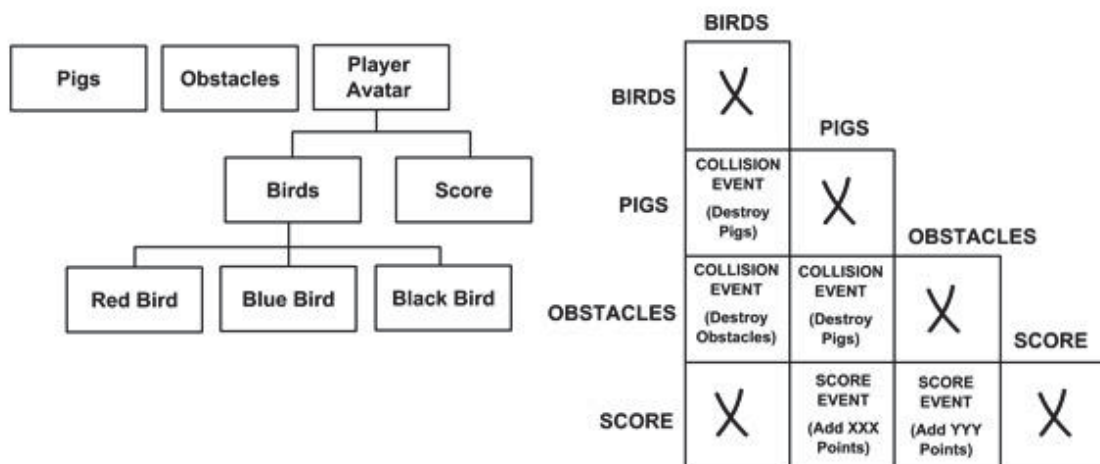 Pigs
Obstacles
Player
Avatar
Birds
Score
Red Bird
Blue Bird
Black Bird
BIRDS
BIRDS
X
PIGS
PIGS
COLLISION
EVENT
(Destroy
Pigs)
X
OBSTACLES
OBSTACLES
COLLISION
EVENT
(Destroy
Obstacles)
COLLISION
EVENT
(Destroy
Pigs)
X
SCORE
SCORE
X
SCORE
EVENT
(Add XXX
Points)
SCORE
EVENT
(Add YYY
Points)
X